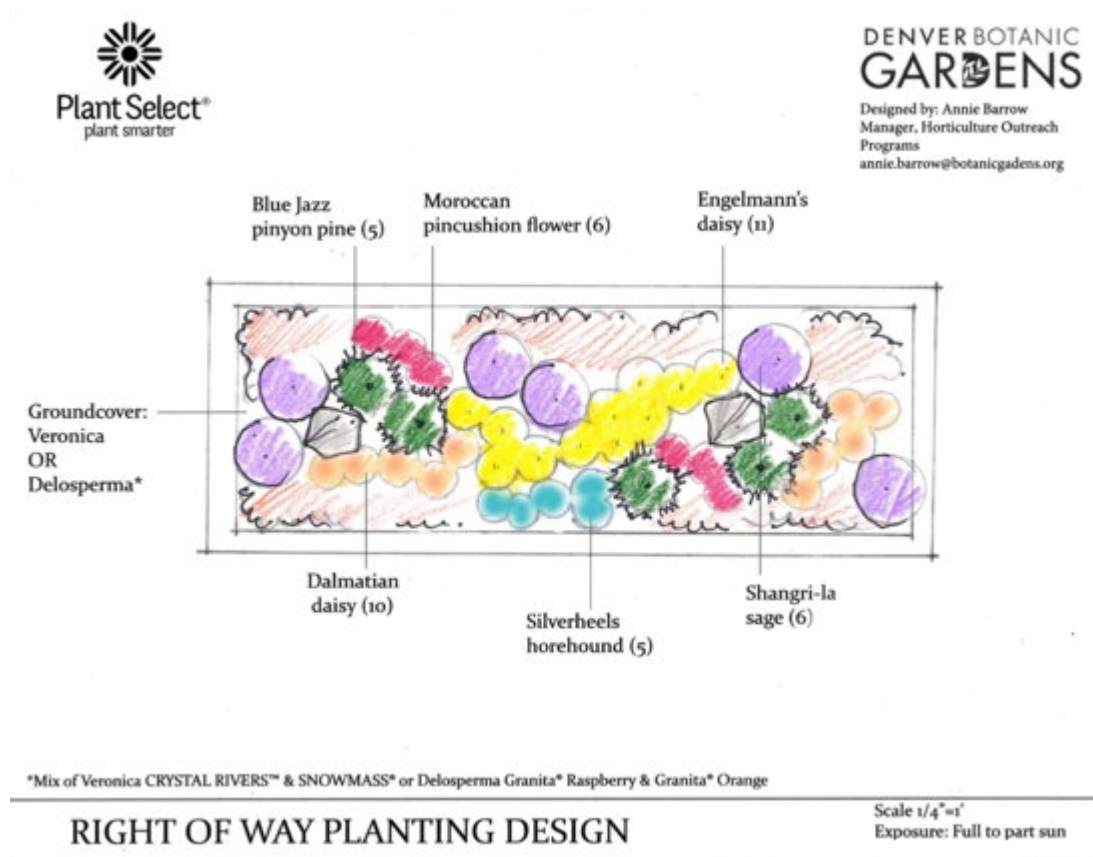 Plant Select®
plant smarter
DENVER BOTANIC
GARDENS
Designed by: Annie Barrow
Manager, Horticulture Outreach
Programs
annie.barrow@botanicgadens.org
Blue Jazz
pinyon pine (5)
Moroccan
pincushion flower (6)
Engelmann's
daisy (11)
Groundcover:
Veronica
OR
Delosperma*
Dalmatian
daisy (10)
Silverheels
horehound (5)
Shangri-la
sage (6)
*Mix of Veronica CRYSTAL RIVERS™ & SNOWMASS® or Delosperma Granita® Raspberry & Granita® Orange
RIGHT OF WAY PLANTING DESIGN
Scale 1/4"=1'
Exposure: Full to part sun